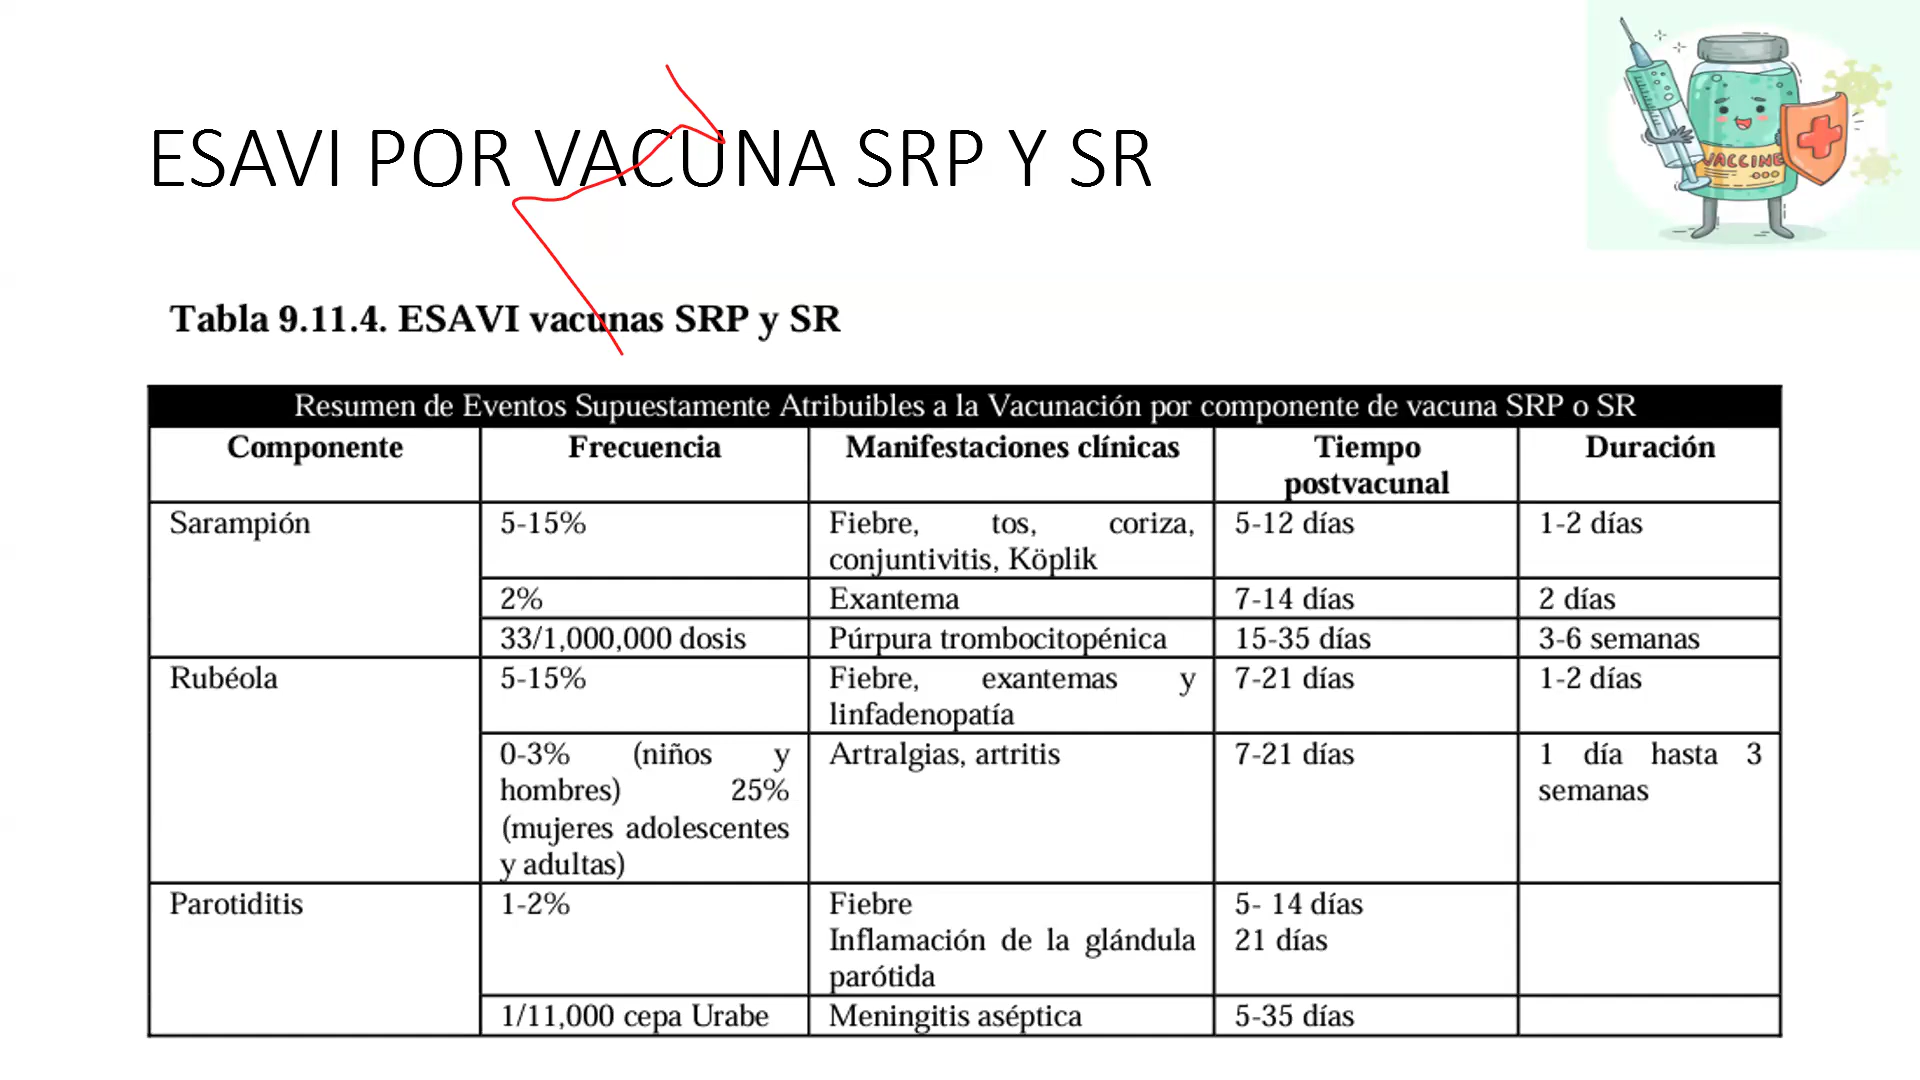 ESAVI POR VACUNA SRP Y SR
VACCINE
Tabla 9.11.4. ESAVI vacunas SRP y SR
Resumen de Eventos Supuestamente Atribuibles a la Vacunación por componente de vacuna SRP o SR
Componente Frecuencia Manifestaciones clínicas Tiempo postvacunal Duración
Sarampión 5-15% Fiebre, tos, coriza, conjuntivitis, Köplik 5-12 días 1-2 días
2% Exantema 7-14 días 2 días
33/1,000,000 dosis Púrpura trombocitopénica 15-35 días 3-6 semanas
Rubéola 5-15% Fiebre, exantemas y linfadenopatía 7-21 días 1-2 días
0-3% (niños y hombres) 25% (mujeres adolescentes y adultas) Artralgias, artritis 7-21 días 1 día hasta 3 semanas
Parotiditis 1-2% Fiebre 5- 14 días
Inflamación de la glándula parótida 21 días
1/11,000 cepa Urabe Meningitis aséptica 5-35 días